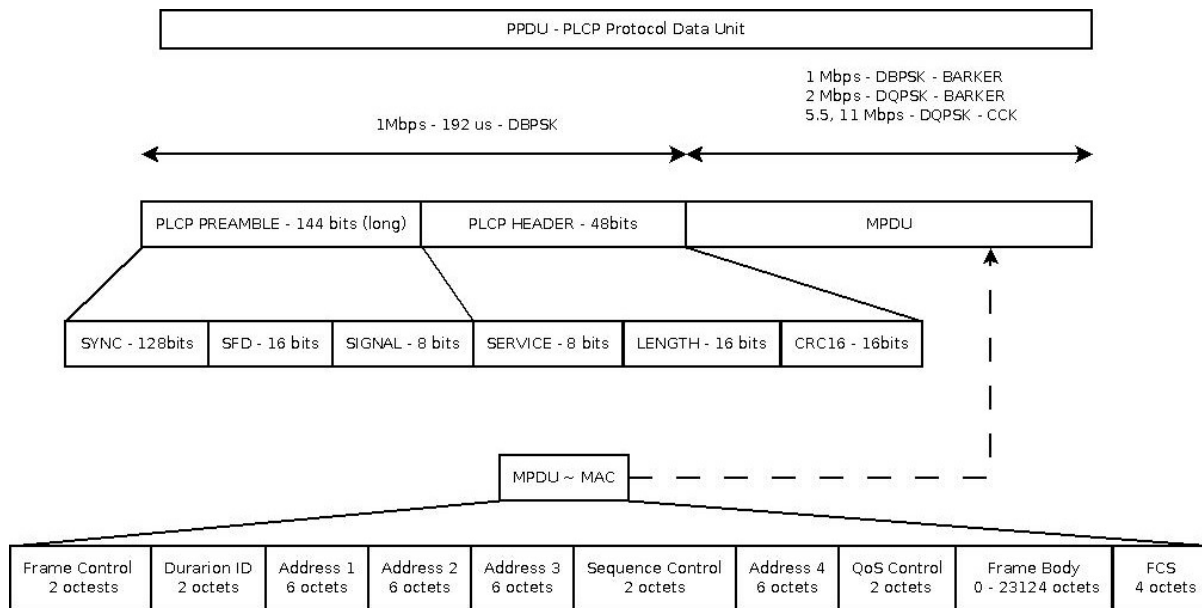 PPDU - PLCP Protocol Data Unit
1 Mbps - DBPSK - BARKER
2 Mbps - DQPSK - BARKER
5.5, 11 Mbps - DQPSK - CCK
1Mbps - 192 us - DBPSK
PLCP PREAMBLE - 144 bits (long)
PLCP HEADER - 48bits
MPDU
SYNC - 128bits
SFD - 16 bits
SIGNAL - 8 bits
SERVICE - 8 bits
LENGTH - 16 bits
CRC16 - 16bits
MPDU ~ MAC
Frame Control
2 octests
Durarion ID
2 octets
Address 1
6 octets
Address 2
6 octets
Address 3
6 octets
Sequence Control
2 octets
Address 4
6 octets
QoS Control
2 octets
Frame Body
0 - 23124 octets
FCS
4 octets